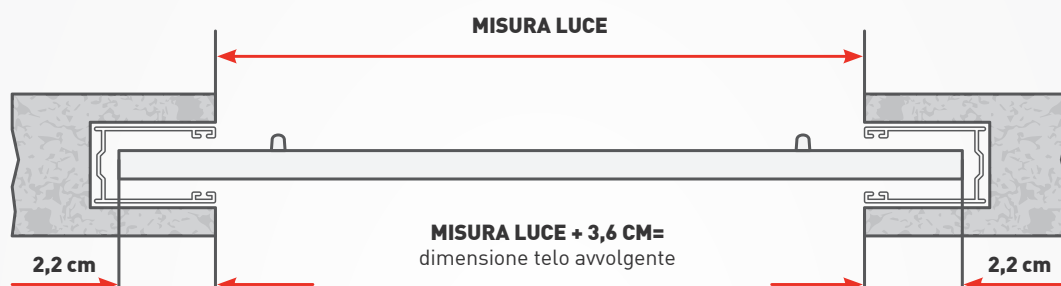 MISURA LUCE
MISURA LUCE + 3,6 CM=
dimensione telo avvolgente
2,2 cm
2,2 cm